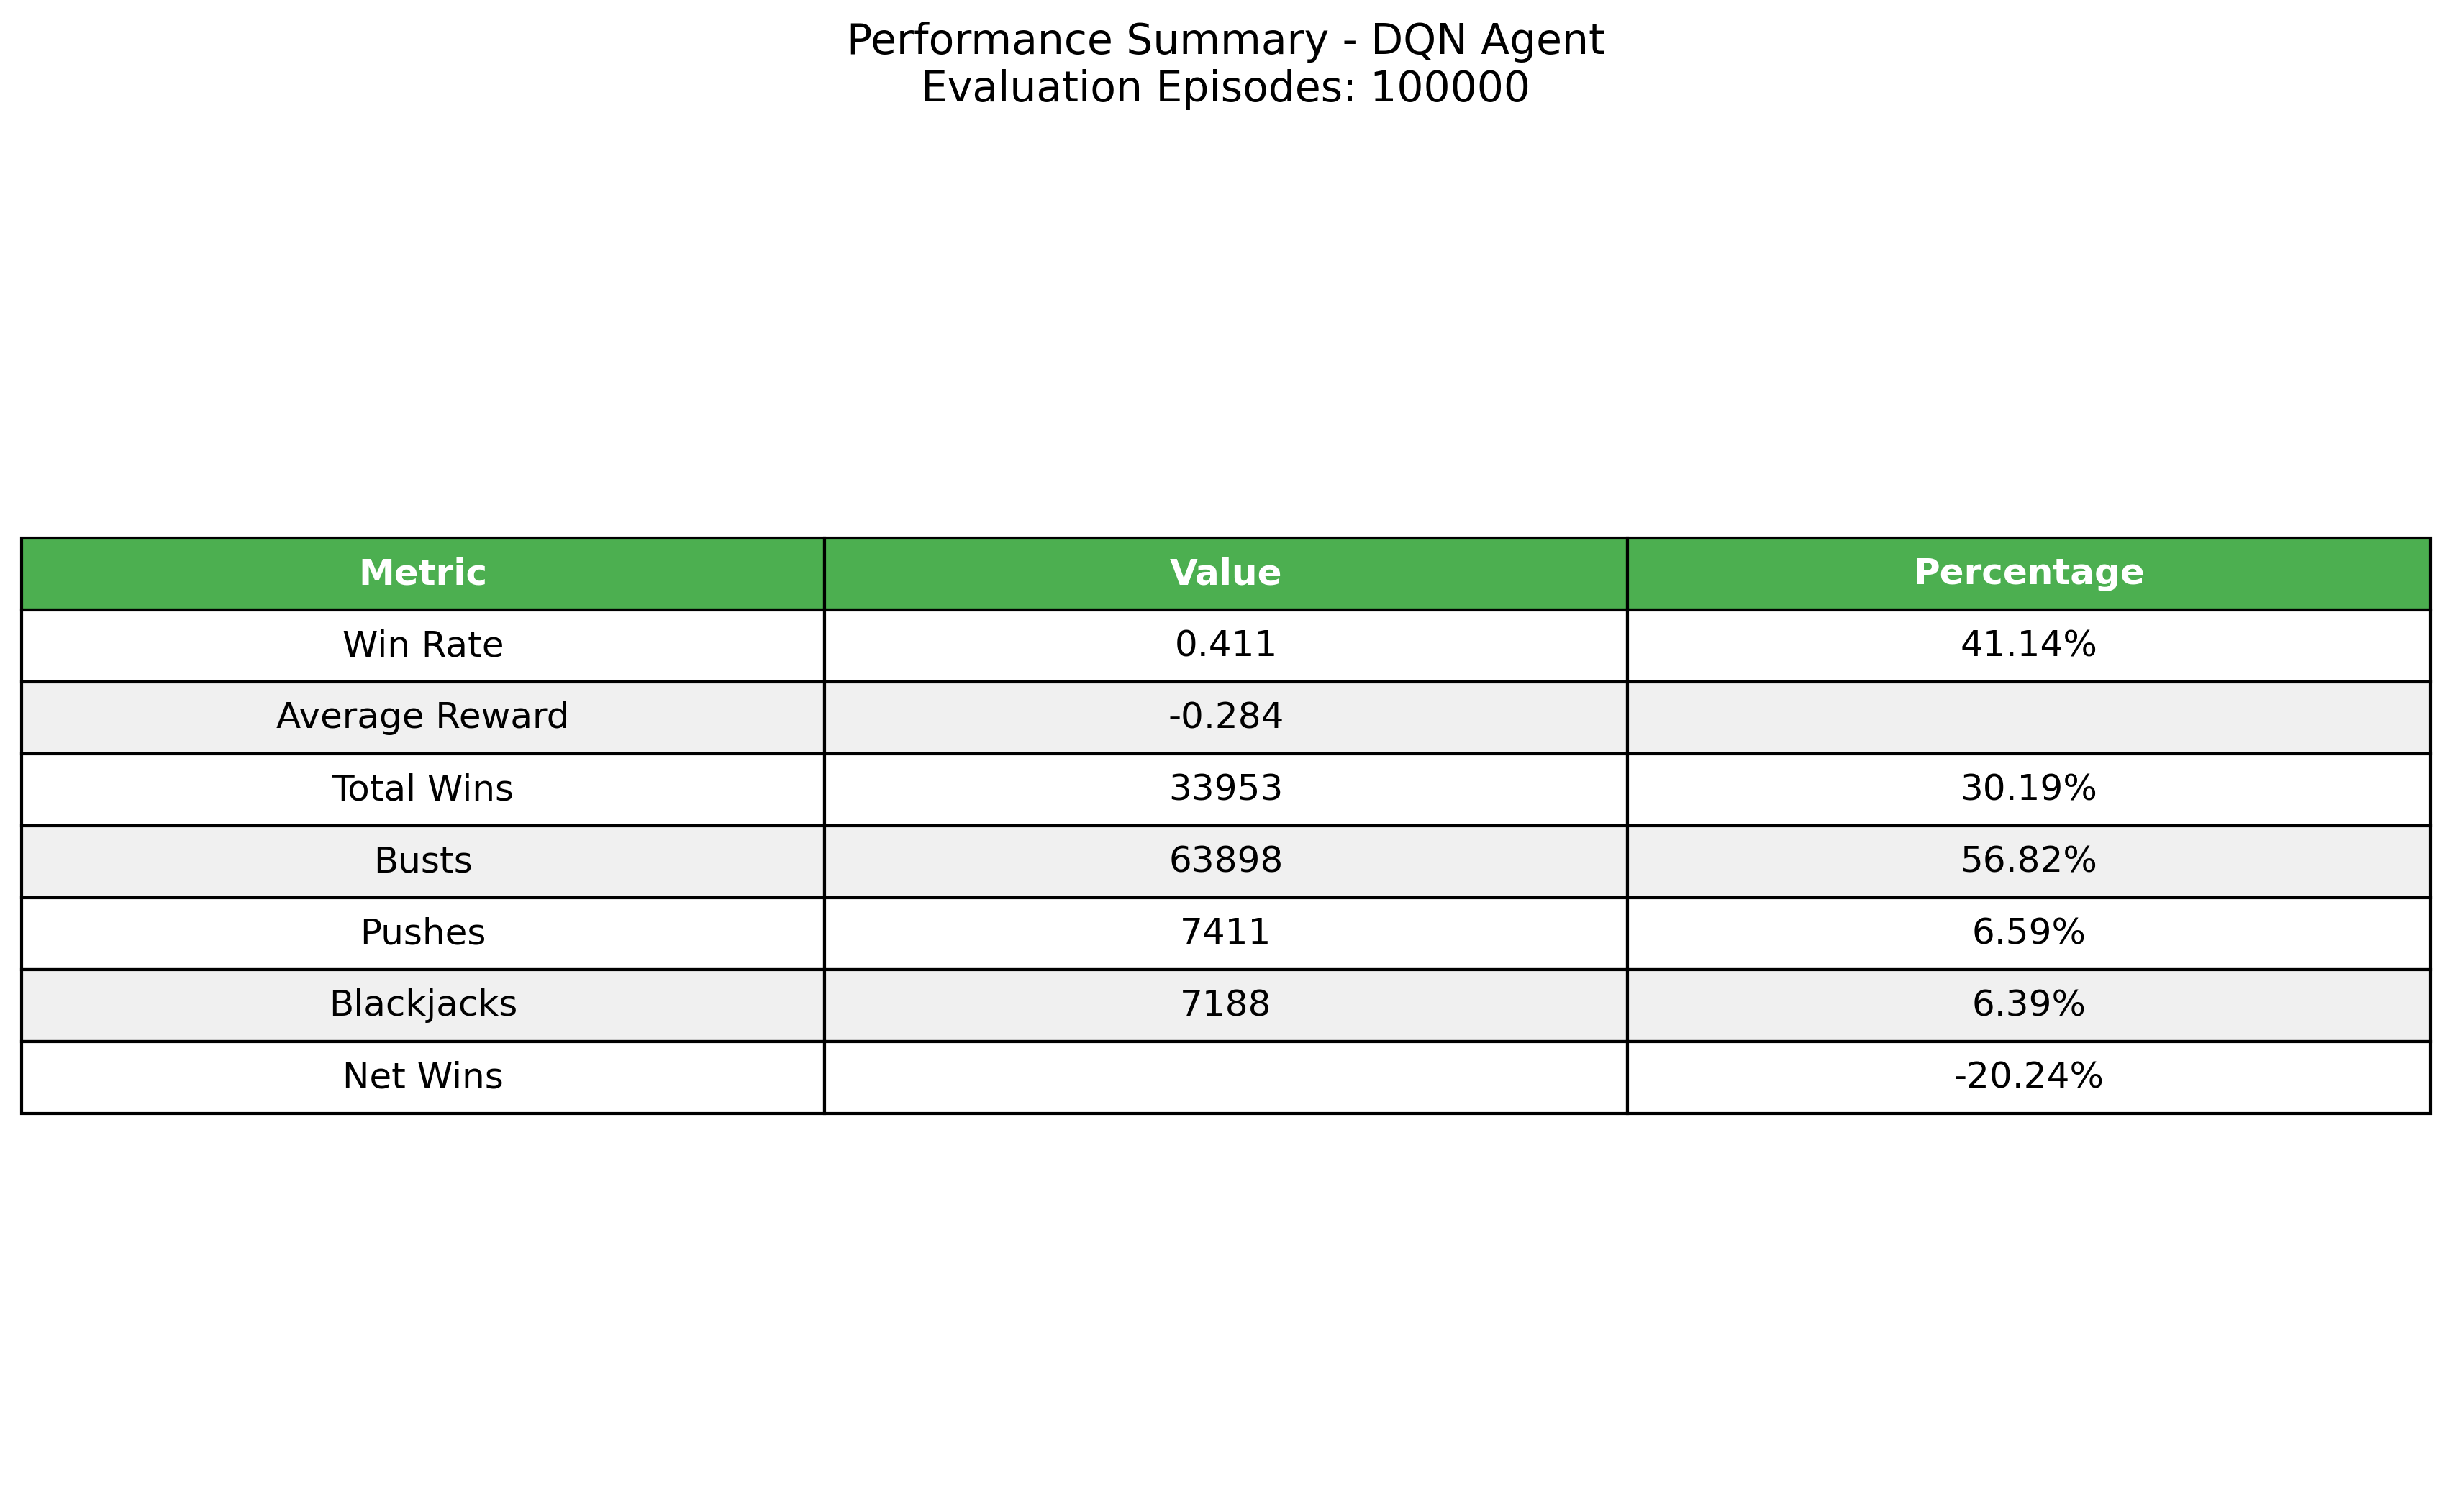 Performance Summary - DQN Agent
Evaluation Episodes: 100000
Metric Value Percentage
Win Rate 0.411 41.14%
Average Reward -0.284
Total Wins 33953 30.19%
Busts 63898 56.82%
Pushes 7411 6.59%
Blackjacks 7188 6.39%
Net Wins -20.24%